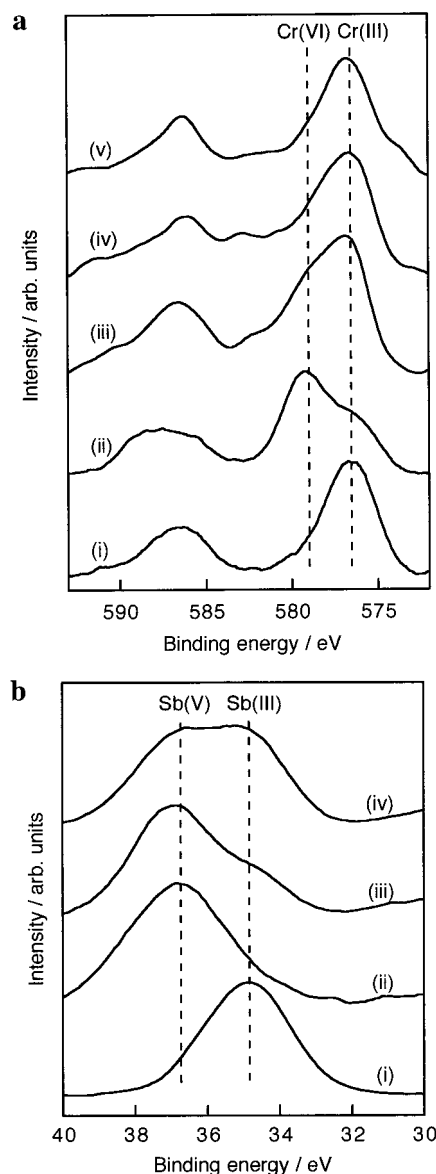 a
Cr(VI) Cr(III)
(v)
(iv)
(iii)
(ii)
(i)
Intensity / arb. units
590 585 580 575
Binding energy / eV
b
Sb(V) Sb(III)
(iv)
(iii)
(ii)
(i)
Intensity / arb. units
40 38 36 34 32 30
Binding energy / eV